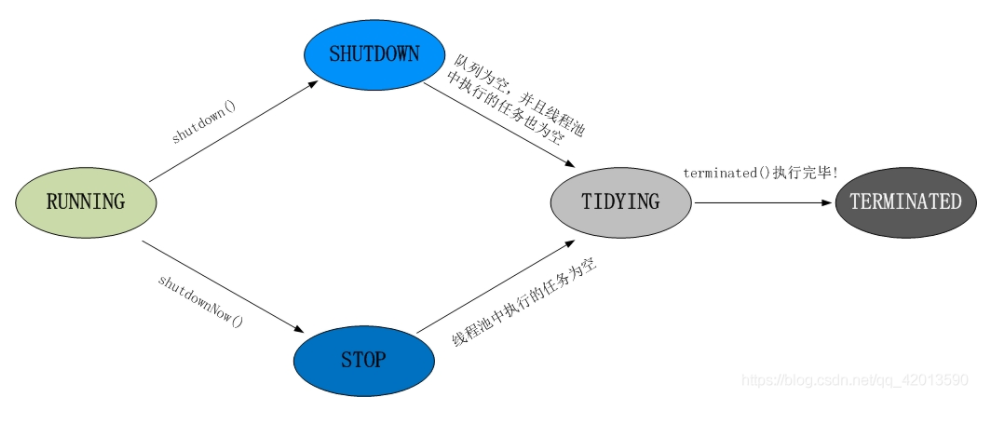 SHUTDOWN
队列为空，并且线程池
中执行的任务也为空
shutdown()
terminated()执行完毕!
RUNNING
TIDYING
TERMINATED
shutdownNow()
线程池中执行的任务为空
STOP
https://blog.csdn.net/qq_42013590